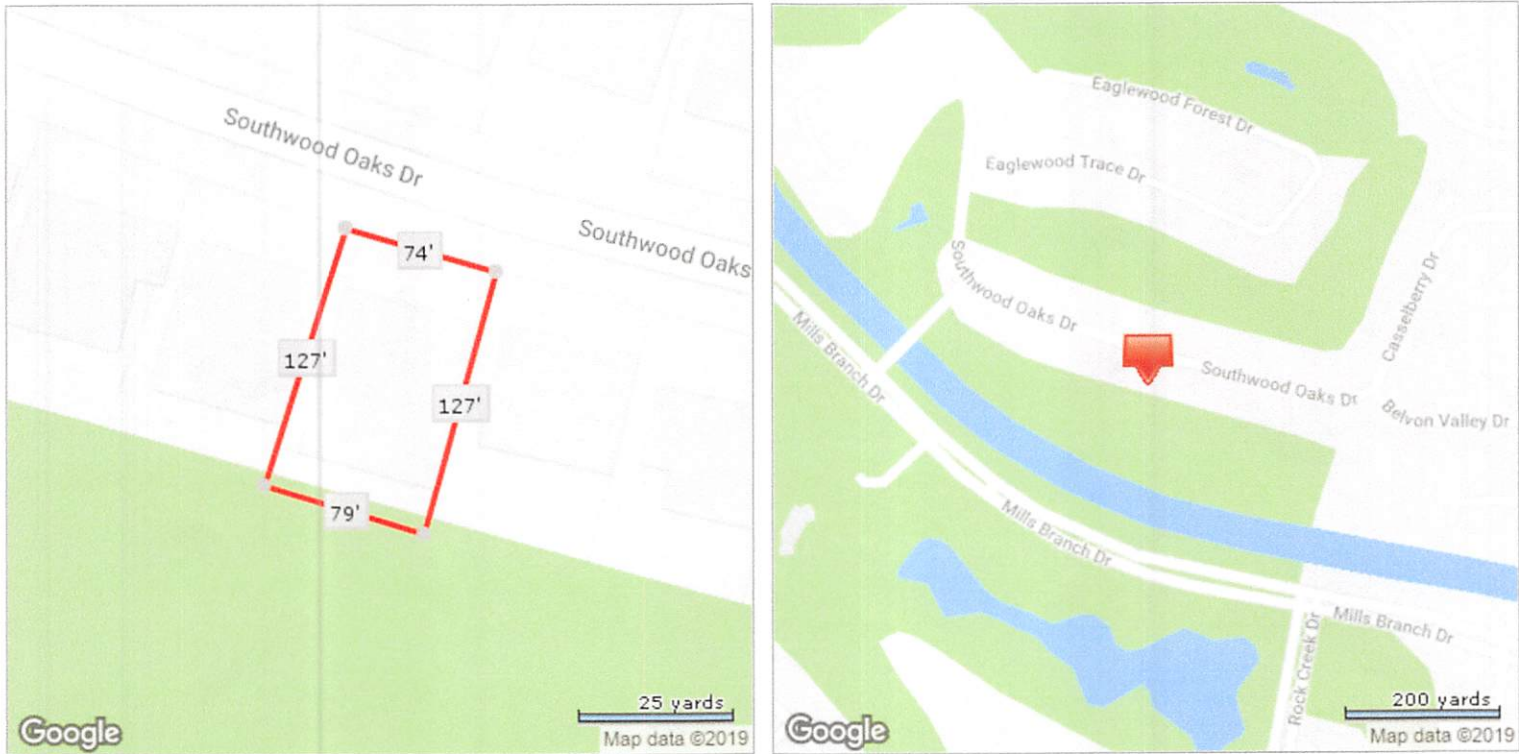 Southwood Oaks Dr
Southwood Oaks
74'
127'
127'
79'
25 yards
Google
Map data ©2019
Eaglewood Forest Dr
Eaglewood Trace Dr
Southwood Oaks Dr
Casselberry Dr
Southwood Oaks Dr
Belvon Valley Dr
Mills Branch Dr
Mills Branch Dr
Mills Branch Dr
Rock Creek Dr
200 yards
Google
Map data ©2019